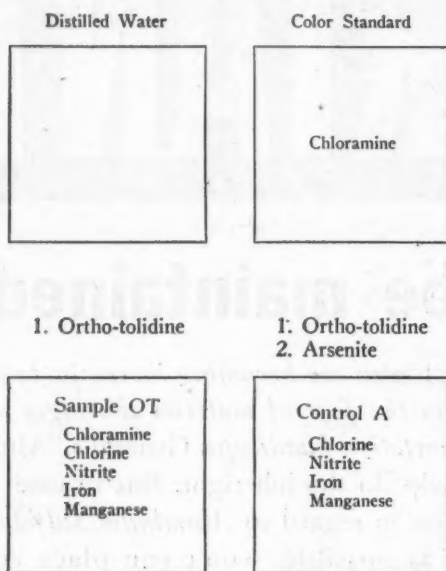 Distilled Water
Color Standard
Chloramine
1. Ortho-tolidine
1. Ortho-tolidine
2. Arsenite
Sample OT
Chloramine
Chlorine
Nitrite
Iron
Manganese
Control A
Chlorine
Nitrite
Iron
Manganese